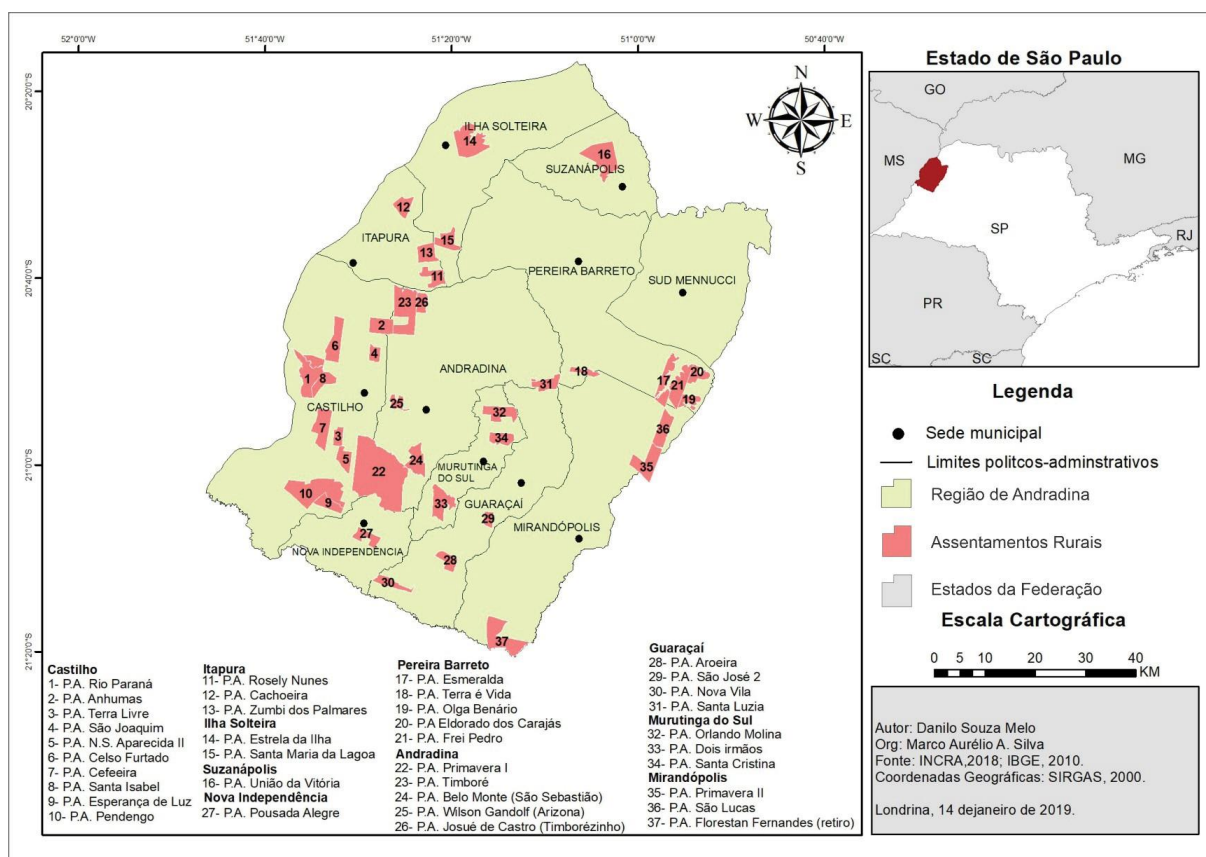 52°0'0"W
51°40'0"W
51°20'0"W
51°0'0"W
50°40'0"W
20°20'0"S
20°40'0"S
21°0'0"S
21°20'0"S
N
W
E
S
ILHA SOLTEIRA
14
16
SUZANÁPOLIS
12
ITAPURA
15
13
11
PEREIRA BARRETO
SUD MENNUCCI
23
26
2
6
4
ANDRADINA
18
17
20
21
1
8
31
19
CASTILHO
25
32
36
7
3
34
5
24
35
22
MURUTINGA
DO SUL
10
9
33
GUARAÇAÍ
29
MIRANDÓPOLIS
27
NOVA INDEPENDÊNCIA
28
30
37
Castilho
1- P.A. Rio Paraná
2- P.A. Anhumas
3- P.A. Terra Livre
4- P.A. São Joaquim
5- P.A. N.S. Aparecida II
6- P.A. Celso Furtado
7- P.A. Cefeeira
8- P.A. Santa Isabel
9- P.A. Esperança de Luz
10- P.A. Pendengo
Itapura
11- P.A. Rosely Nunes
12- P.A. Cachoeira
13- P.A. Zumbi dos Palmares
Ilha Solteira
14- P.A. Estrela da Ilha
15- P.A. Santa Maria da Lagoa
Suzanápolis
16- P.A. União da Vitória
Nova Independência
27- P.A. Pousada Alegre
Pereira Barreto
17- P.A. Esmeralda
18- P.A. Terra é Vida
19- P.A. Olga Benário
20- P.A Eldorado dos Carajás
21- P.A. Frei Pedro
Andradina
22- P.A. Primavera I
23- P.A. Timboré
24- P.A. Belo Monte (São Sebastião)
25- P.A. Wilson Gandolf (Arizona)
26- P.A. Josué de Castro (Timborézinho)
Guaraçaí
28- P.A. Aroeira
29- P.A. São José 2
30- P.A. Nova Vila
31- P.A. Santa Luzia
Murutinga do Sul
32- P.A. Orlando Molina
33- P.A. Dois irmãos
34- P.A. Santa Cristina
Mirandópolis
35- P.A. Primavera II
36- P.A. São Lucas
37- P.A. Florestan Fernandes (retiro)
Estado de São Paulo
GO
MS
MG
SP
RJ
PR
SC
SC
Legenda
Sede municipal
Limites politcos-adminstrativos
Região de Andradina
Assentamentos Rurais
Estados da Federação
Escala Cartográfica
0 5 10 20 30 40
KM
Autor: Danilo Souza Melo
Org: Marco Aurélio A. Silva
Fonte: INCRA,2018; IBGE, 2010.
Coordenadas Geográficas: SIRGAS, 2000.
Londrina, 14 dejaneiro de 2019.